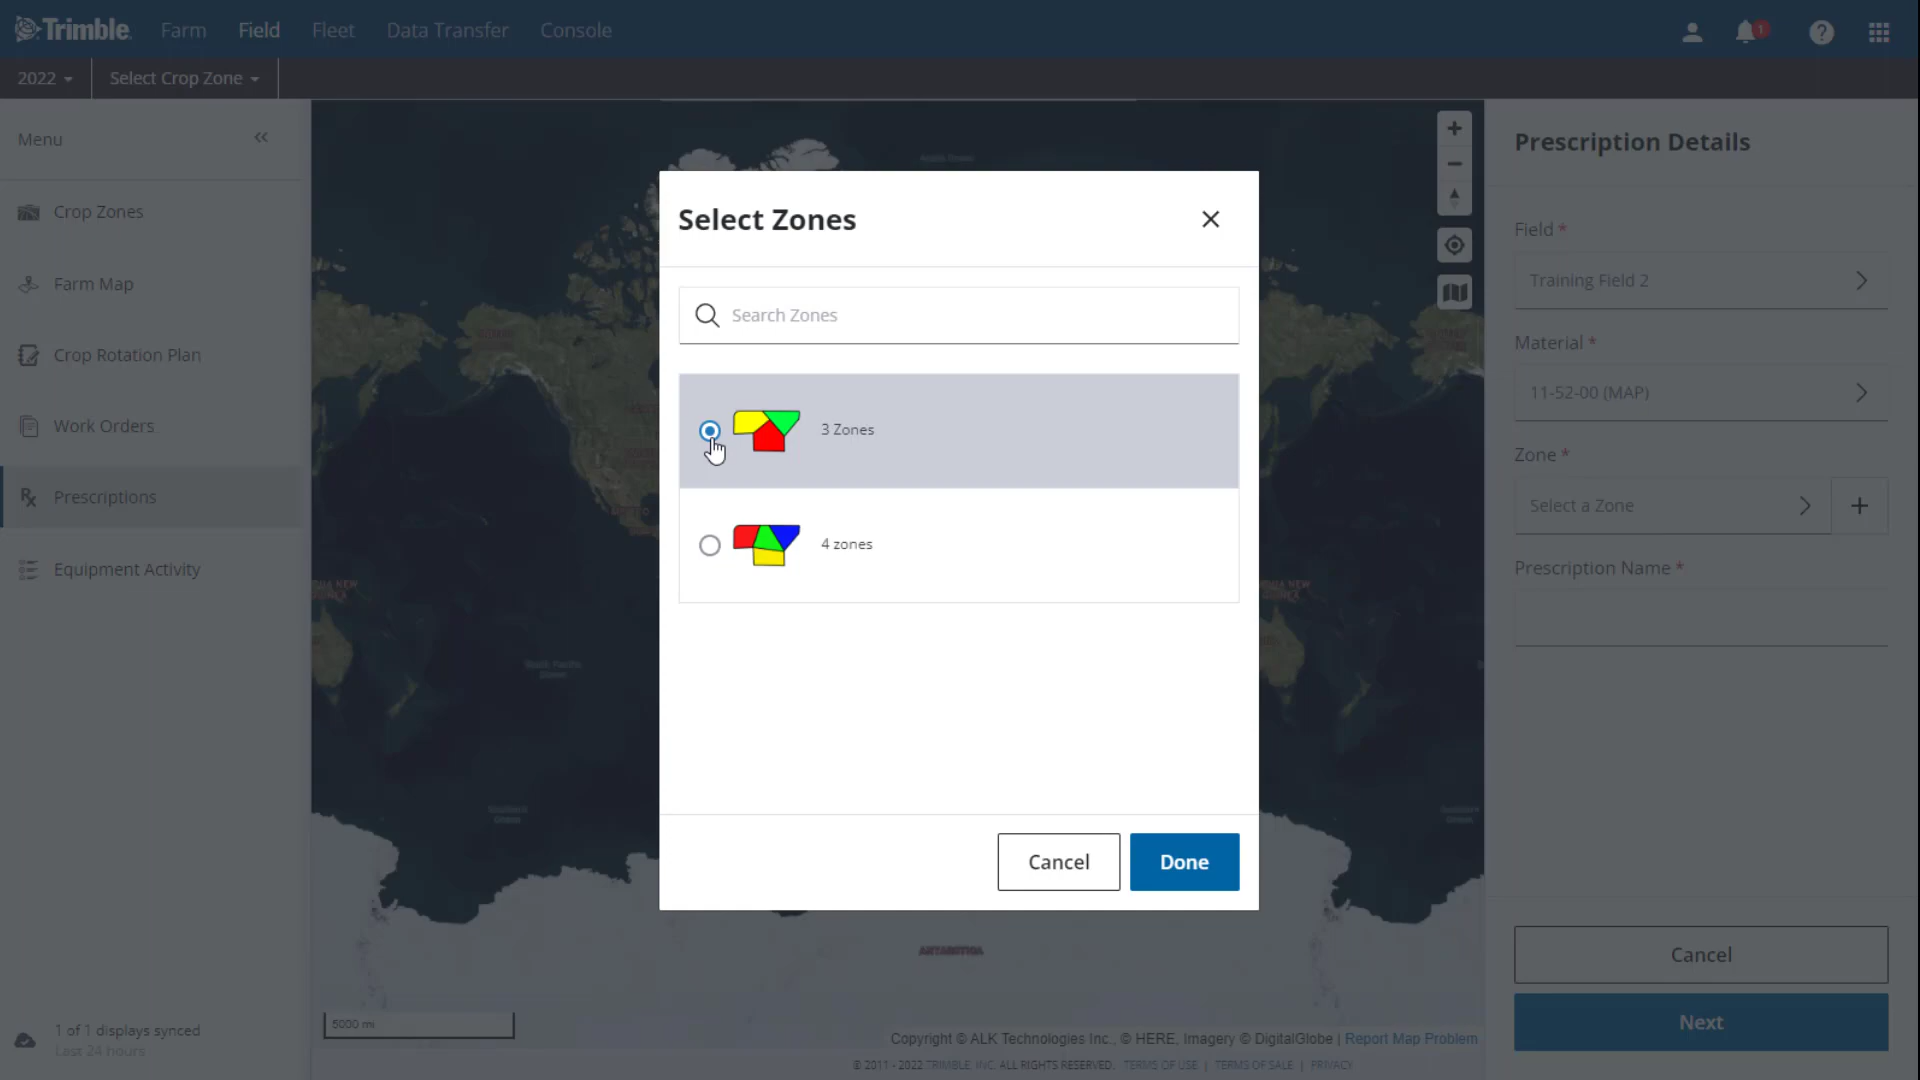 Trimble
Farm
Field
Fleet
Data Transfer
Console
1
?
2022
Select Crop Zone
Menu
Crop Zones
Farm Map
Crop Rotation Plan
Work Orders
Prescriptions
Equipment Activity
1 of 1 displays synced
Last 24 hours
Select Zones
Search Zones
3 Zones
4 zones
Cancel
Done
Prescription Details
Field *
Training Field 2
Material *
11-52-00 (MAP)
Zone *
Select a Zone
Prescription Name *
Cancel
Next
ANTARCTICA
5000 mi
Copyright © ALK Technologies Inc., © HERE, Imagery © DigitalGlobe | Report Map Problem
© 2011 - 2022 TRIMBLE INC. ALL RIGHTS RESERVED. TERMS OF USE | TERMS OF SALE | PRIVACY